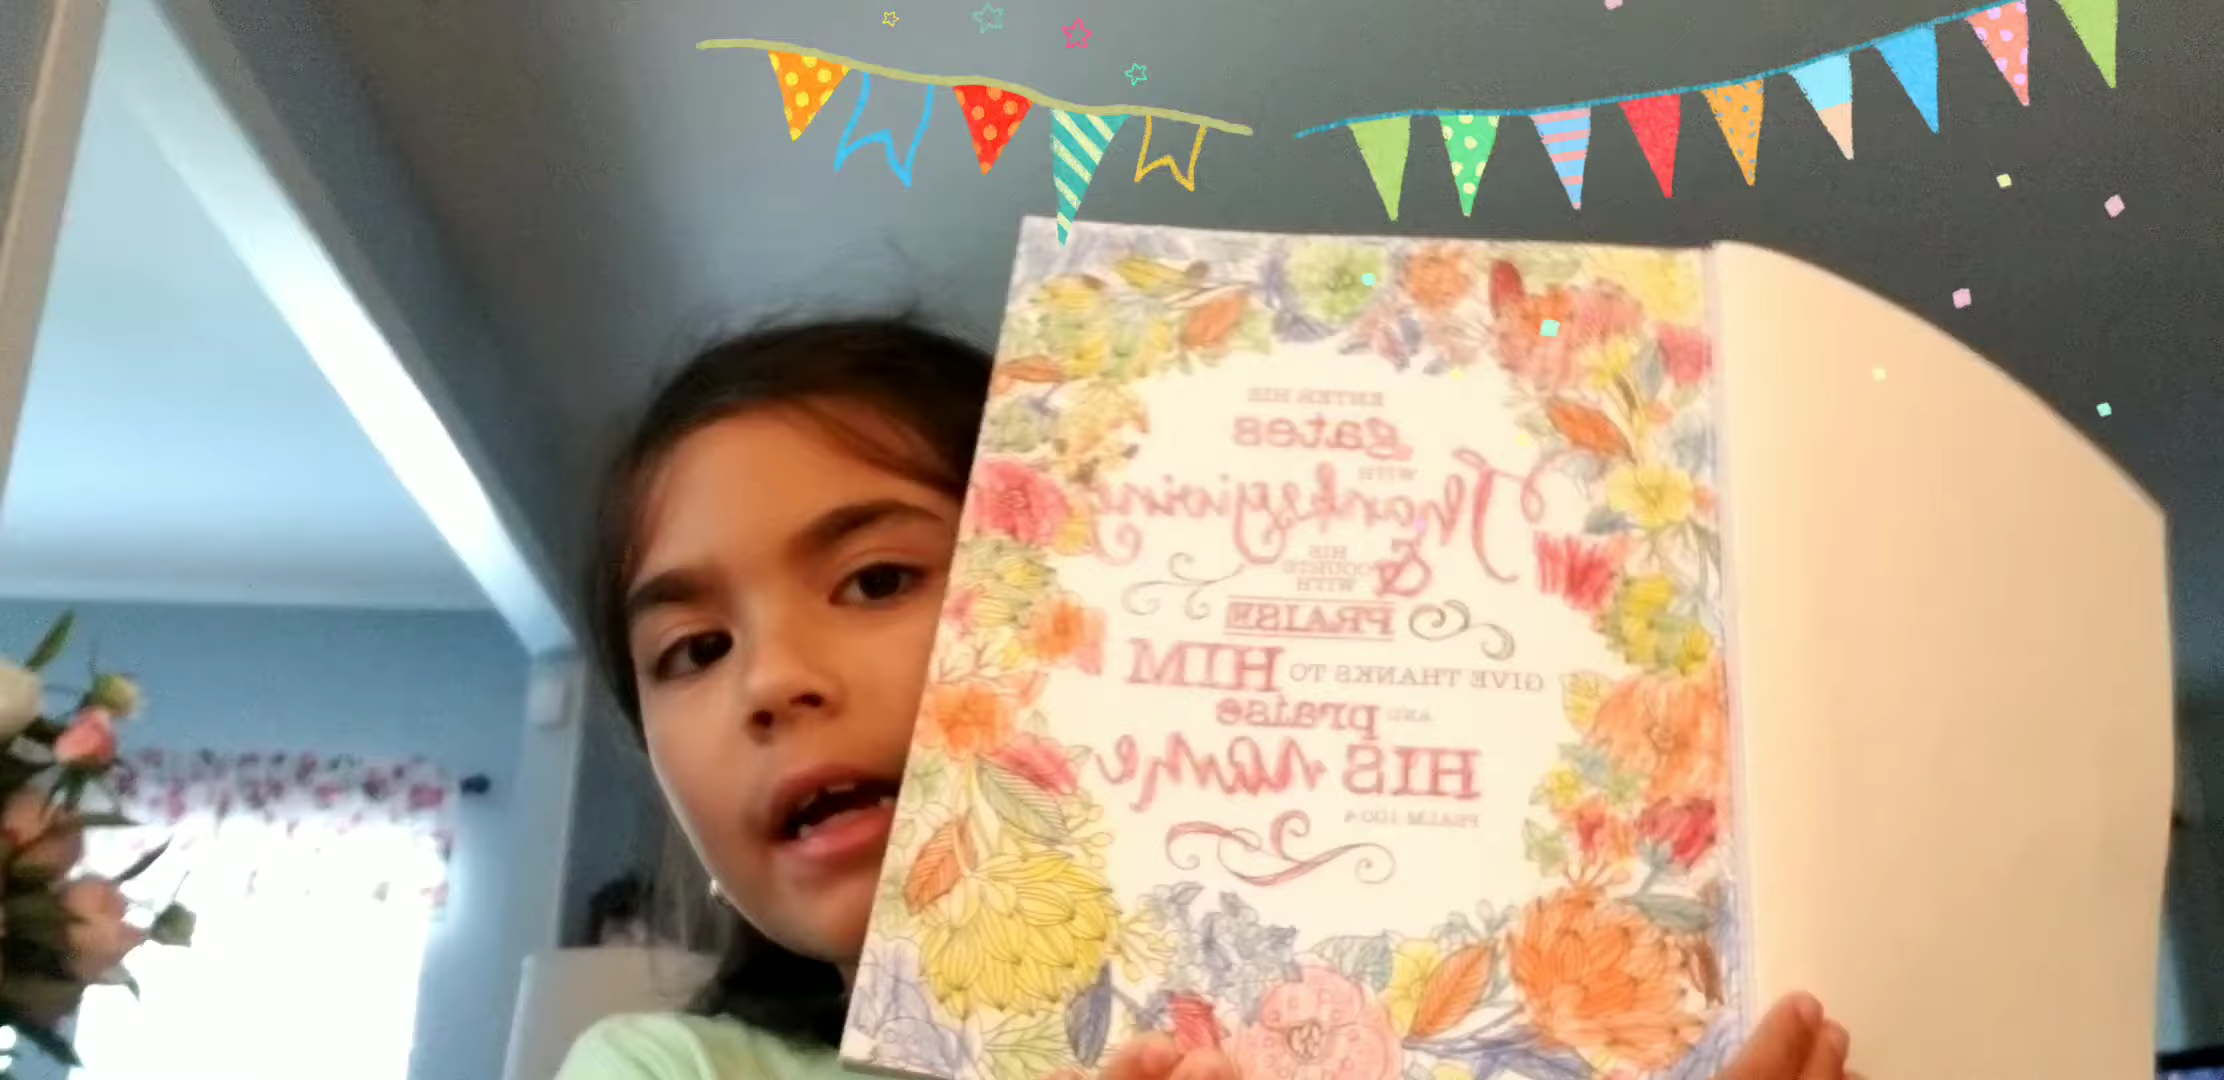 ENTER HIS
gates
WITH
Thanksgiving
& HIS
COURTS
WITH
PRAISE
GIVE THANKS TO HIM
AND praise
HIS name
PSALM 100:4